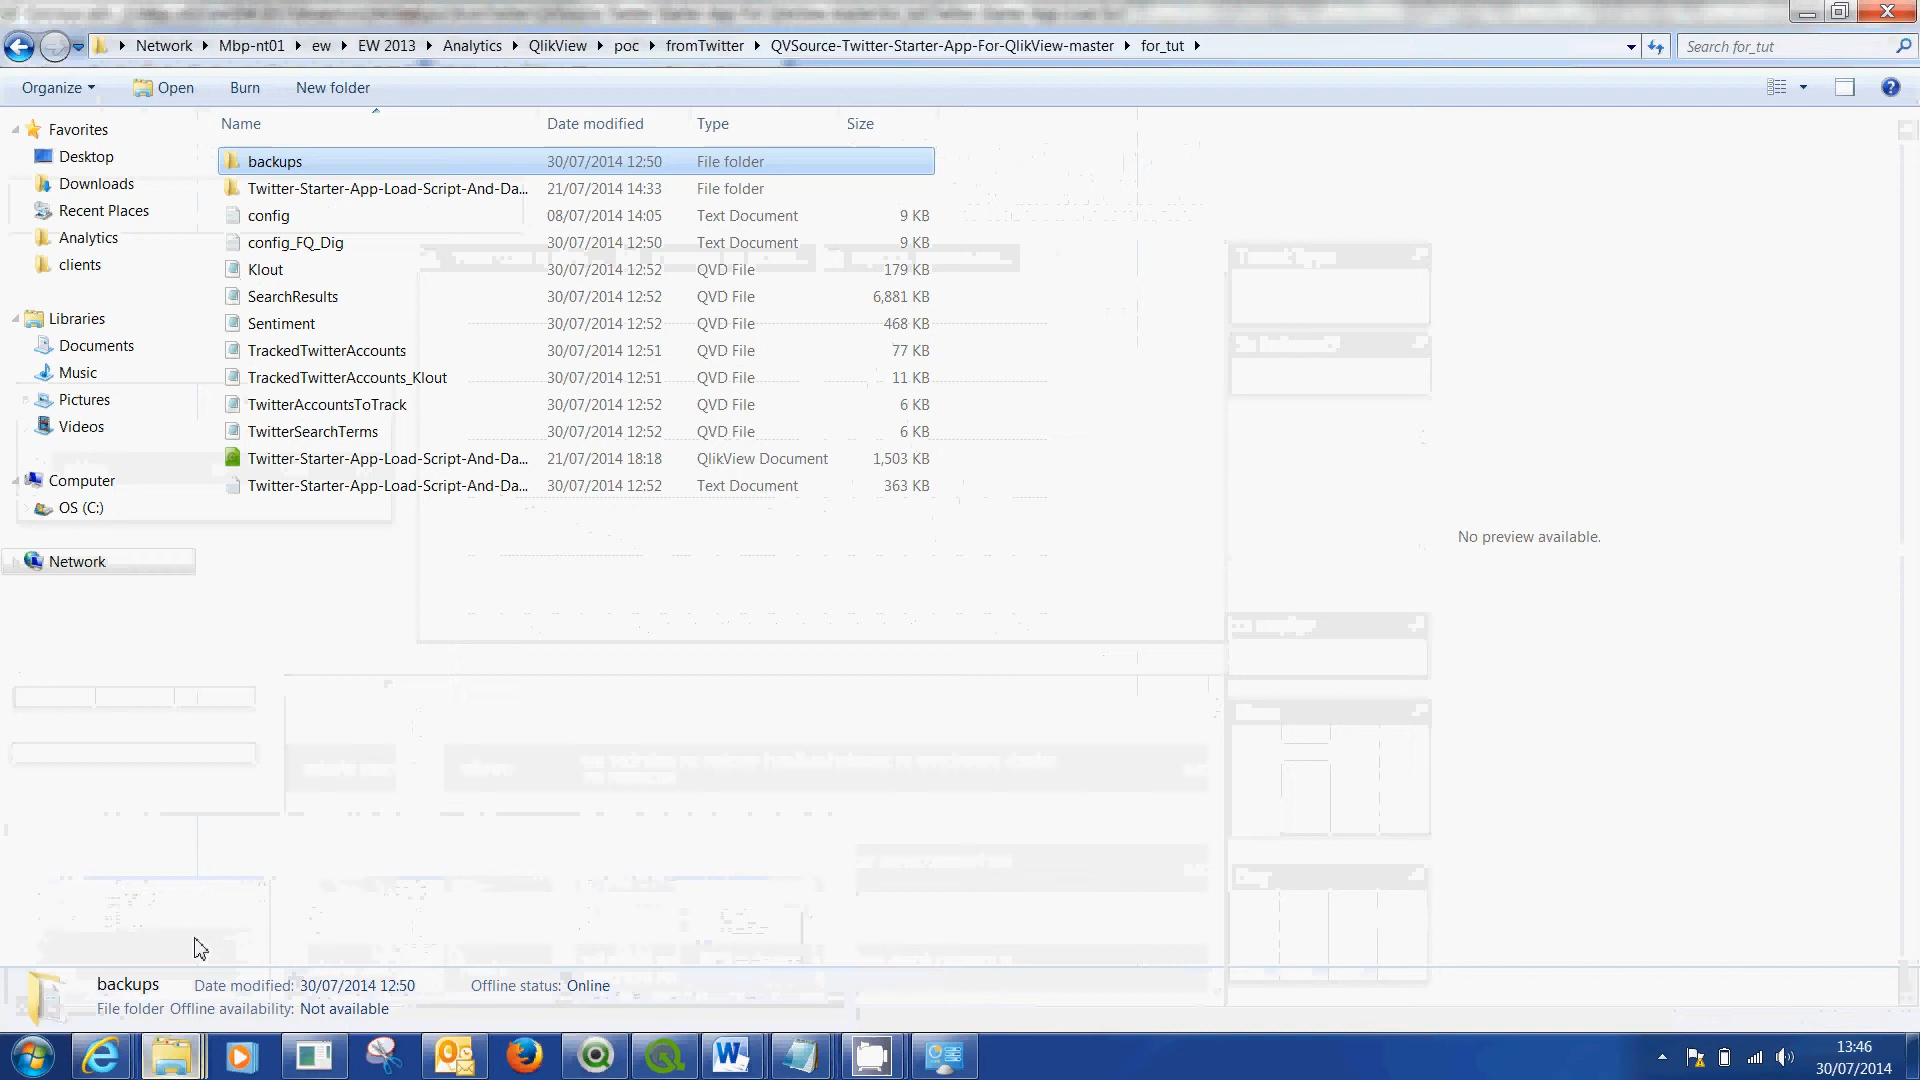 Network Mbp-nt01 ew EW 2013 Analytics QlikView poc fromTwitter QVSource-Twitter-Starter-App-For-QlikView-master for_tut
Search for_tut
Organize Open Burn New folder
Name Date modified Type Size
Favorites
Desktop
Downloads
Recent Places
Analytics
clients
Libraries
Documents
Music
Pictures
Videos
Computer
OS (C:)
Network
backups 30/07/2014 12:50 File folder
Twitter-Starter-App-Load-Script-And-Da... 21/07/2014 14:33 File folder
config 08/07/2014 14:05 Text Document 9 KB
config_FQ_Dig 30/07/2014 12:50 Text Document 9 KB
Klout 30/07/2014 12:52 QVD File 179 KB
SearchResults 30/07/2014 12:52 QVD File 6,881 KB
Sentiment 30/07/2014 12:52 QVD File 468 KB
TrackedTwitterAccounts 30/07/2014 12:51 QVD File 77 KB
TrackedTwitterAccounts_Klout 30/07/2014 12:51 QVD File 11 KB
TwitterAccountsToTrack 30/07/2014 12:52 QVD File 6 KB
TwitterSearchTerms 30/07/2014 12:52 QVD File 6 KB
Twitter-Starter-App-Load-Script-And-Da... 21/07/2014 18:18 QlikView Document 1,503 KB
Twitter-Starter-App-Load-Script-And-Da... 30/07/2014 12:52 Text Document 363 KB
No preview available.
backups Date modified: 30/07/2014 12:50 Offline status: Online
File folder Offline availability: Not available
13:46
30/07/2014